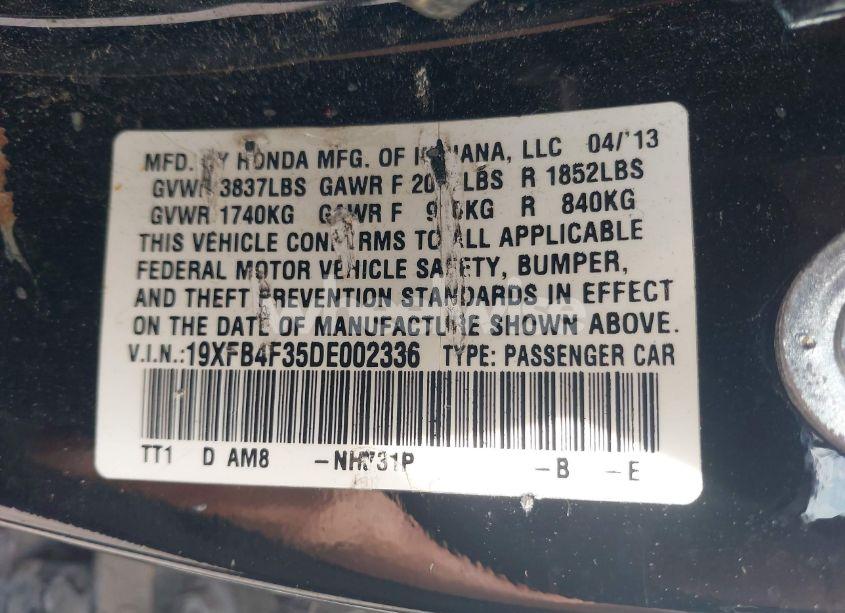 MFD. BY HONDA MFG. OF INDIANA, LLC 04/'13
GVWR 3837LBS GAWR F LBS R 1852LBS
GVWR 1740KG GAWR F KG R 840KG
THIS VEHICLE CONFORMS TO ALL APPLICABLE
FEDERAL MOTOR VEHICLE SAFETY, BUMPER,
AND THEFT PREVENTION STANDARDS IN EFFECT
ON THE DATE OF MANUFACTURE SHOWN ABOVE.
V.I.N.:19XFB4F35DE002336 TYPE: PASSENGER CAR
TT1 D AM8 -NH731P -B -E